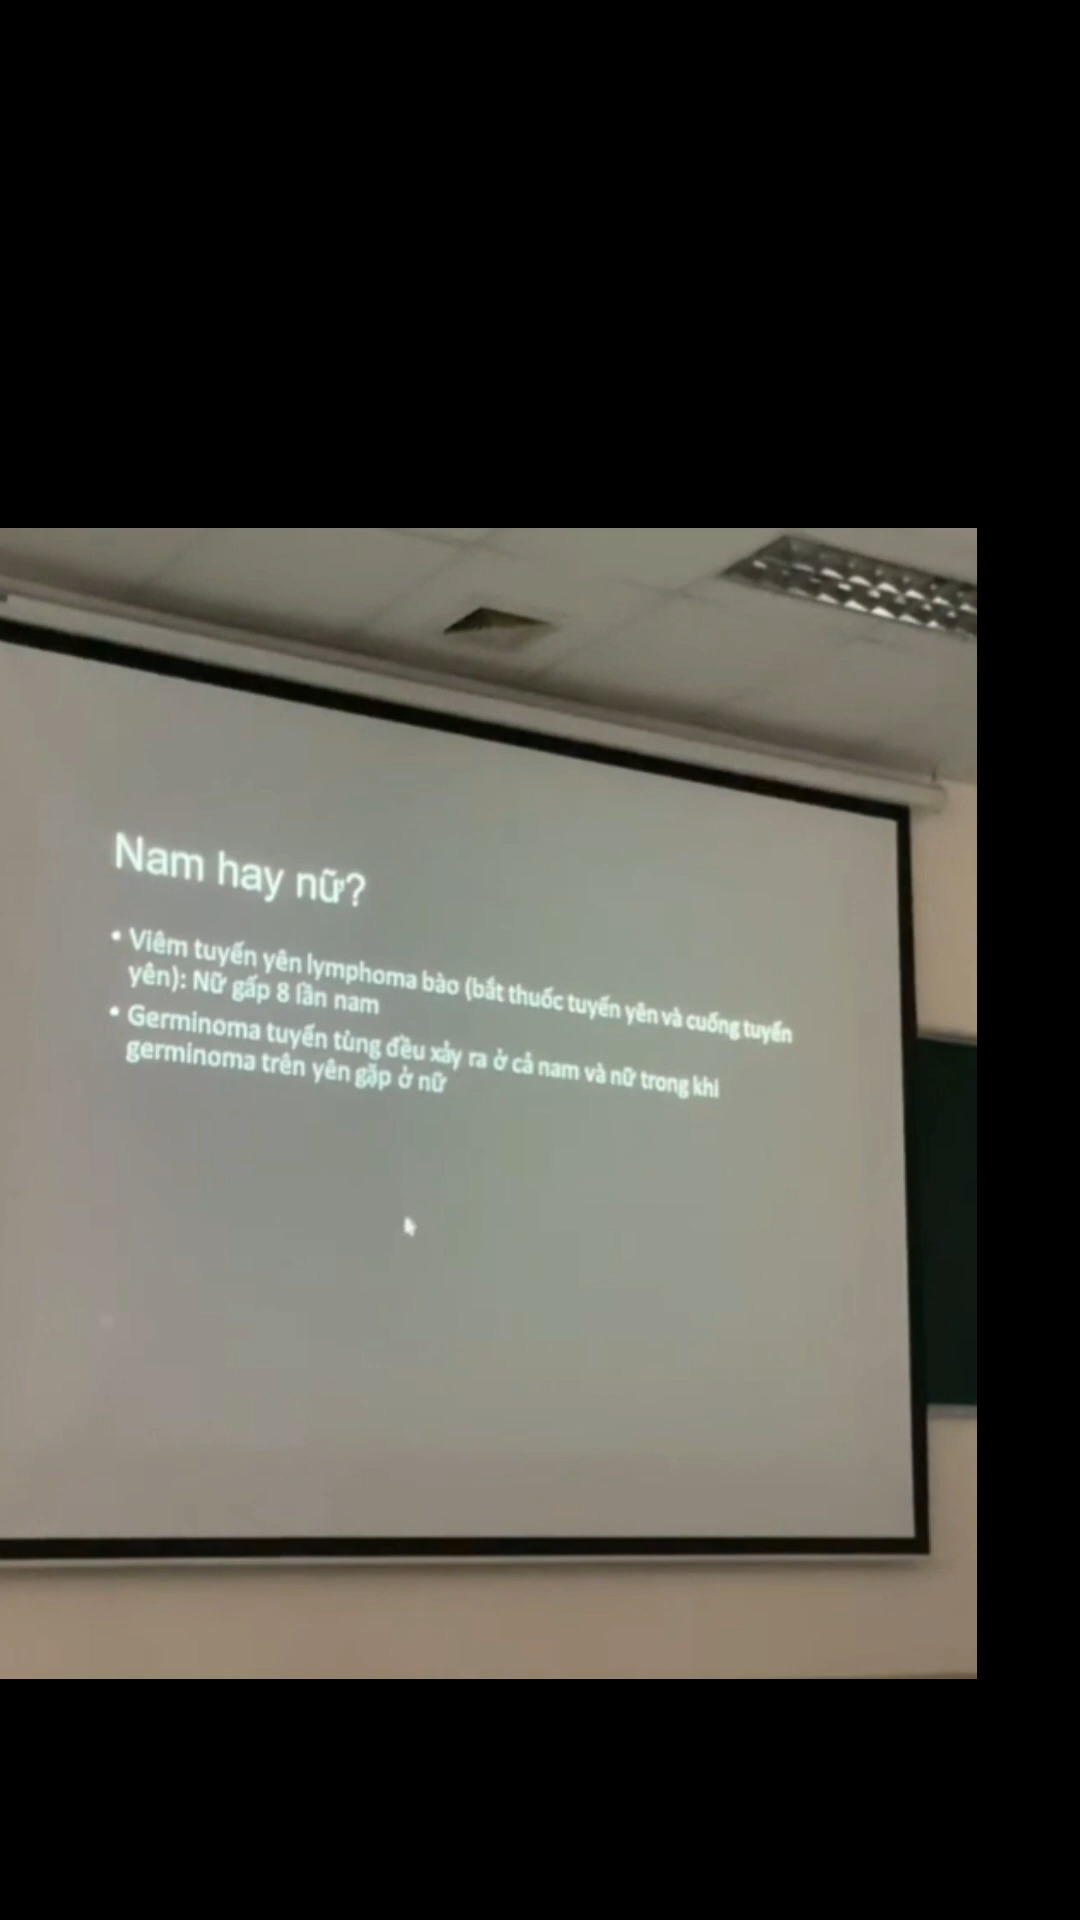 Nam hay nữ?
• Viêm tuyến yên lymphoma bào (bắt thuốc tuyến yên và cuống tuyến
yên): Nữ gấp 8 lần nam
• Germinoma tuyến tùng đều xảy ra ở cả nam và nữ trong khi
germinoma trên yên gặp ở nữ